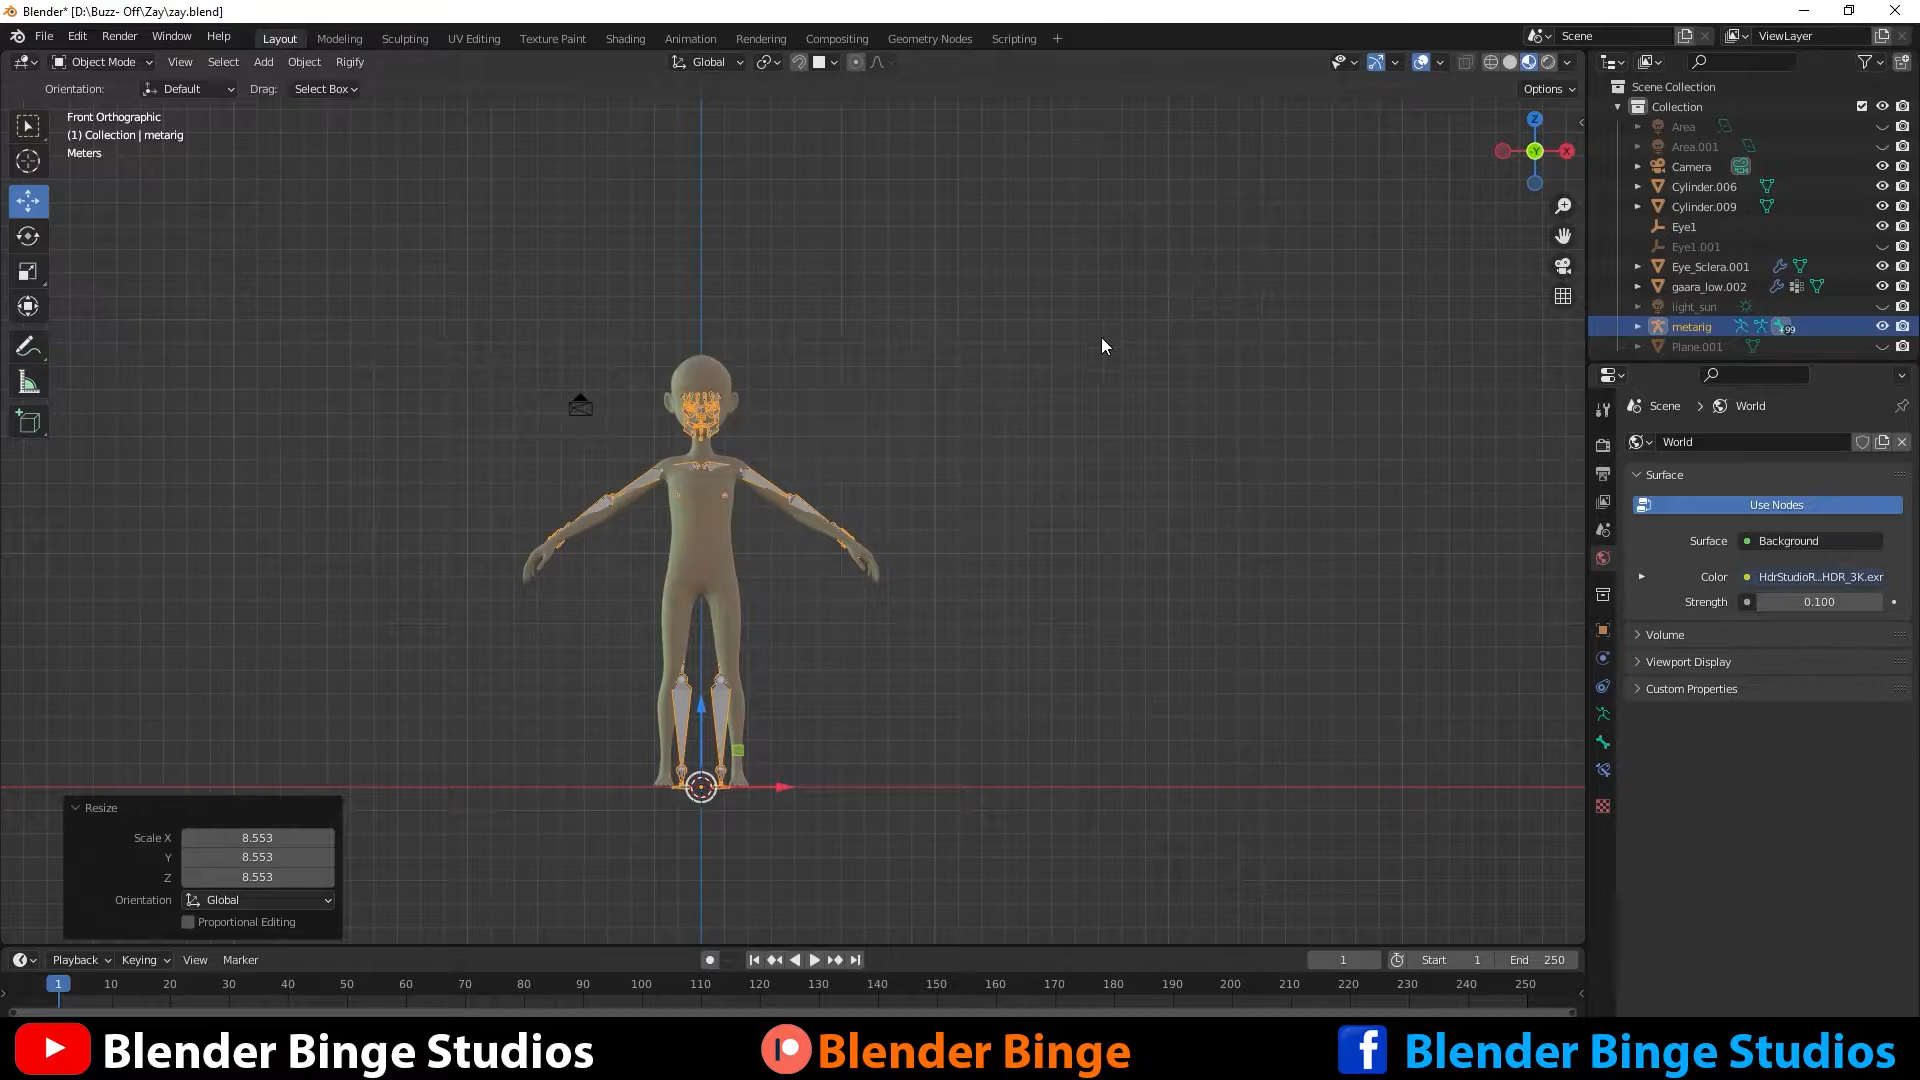 Blender* [D:\Buzz- Off\Zay\zay.blend]
File Edit Render Window Help
Layout Modeling Sculpting UV Editing Texture Paint Shading Animation Rendering Compositing Geometry Nodes Scripting +
Scene
ViewLayer
Object Mode View Select Add Object Rigify
Global
Orientation: Default Drag: Select Box
Options
Front Orthographic
(1) Collection | metarig
Meters
Z
-Y
X
Scene Collection
Collection
Area
Area.001
Camera
Cylinder.006
Cylinder.009
Eye1
Eye1.001
Eye_Sclera.001
gaara_low.002
light_sun
metarig +99
Plane.001
Scene > World
World
Surface
Use Nodes
Surface Background
Color HdrStudioR...HDR_3K.exr
Strength 0.100
Volume
Viewport Display
Custom Properties
Resize
Scale X 8.553
Y 8.553
Z 8.553
Orientation Global
Proportional Editing
Playback Keying View Marker
1 Start 1 End 250
1 10 20 30 40 50 60 70 80 90 100 110 120 130 140 150 160 170 180 190 200 210 220 230 240 250
Blender Binge Studios
Blender Binge
Blender Binge Studios